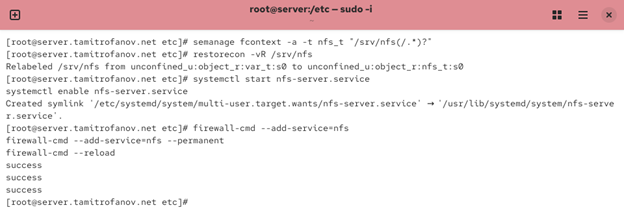 root@server:/etc — sudo -i
[root@server.tamitrofanov.net etc]# semanage fcontext -a -t nfs_t "/srv/nfs(/.*)?"
[root@server.tamitrofanov.net etc]# restorecon -vR /srv/nfs
Relabeled /srv/nfs from unconfined_u:object_r:var_t:s0 to unconfined_u:object_r:nfs_t:s0
[root@server.tamitrofanov.net etc]# systemctl start nfs-server.service
systemctl enable nfs-server.service
Created symlink '/etc/systemd/system/multi-user.target.wants/nfs-server.service' → '/usr/lib/systemd/system/nfs-serve
r.service'.
[root@server.tamitrofanov.net etc]# firewall-cmd --add-service=nfs
firewall-cmd --add-service=nfs --permanent
firewall-cmd --reload
success
success
success
[root@server.tamitrofanov.net etc]#